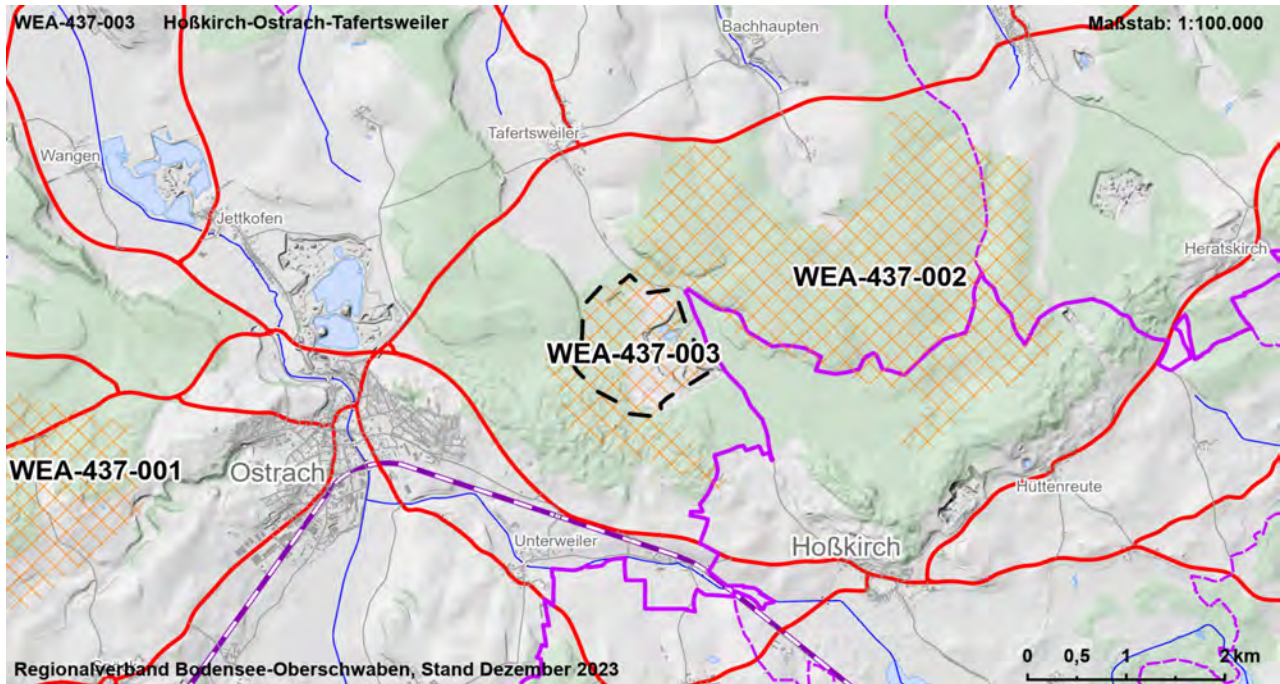 WEA-437-003 Hoßkirch-Ostrach-Tafertsweiler
Maßstab: 1:100.000
Bachhaupten
Tafertsweiler
Wangen
Jettkofen
Heratskirch
WEA-437-002
WEA-437-003
WEA-437-001
Ostrach
Hüttenreute
Unterweiler
Hoßkirch
0 0,5 1 2 km
Regionalverband Bodensee-Oberschwaben, Stand Dezember 2023